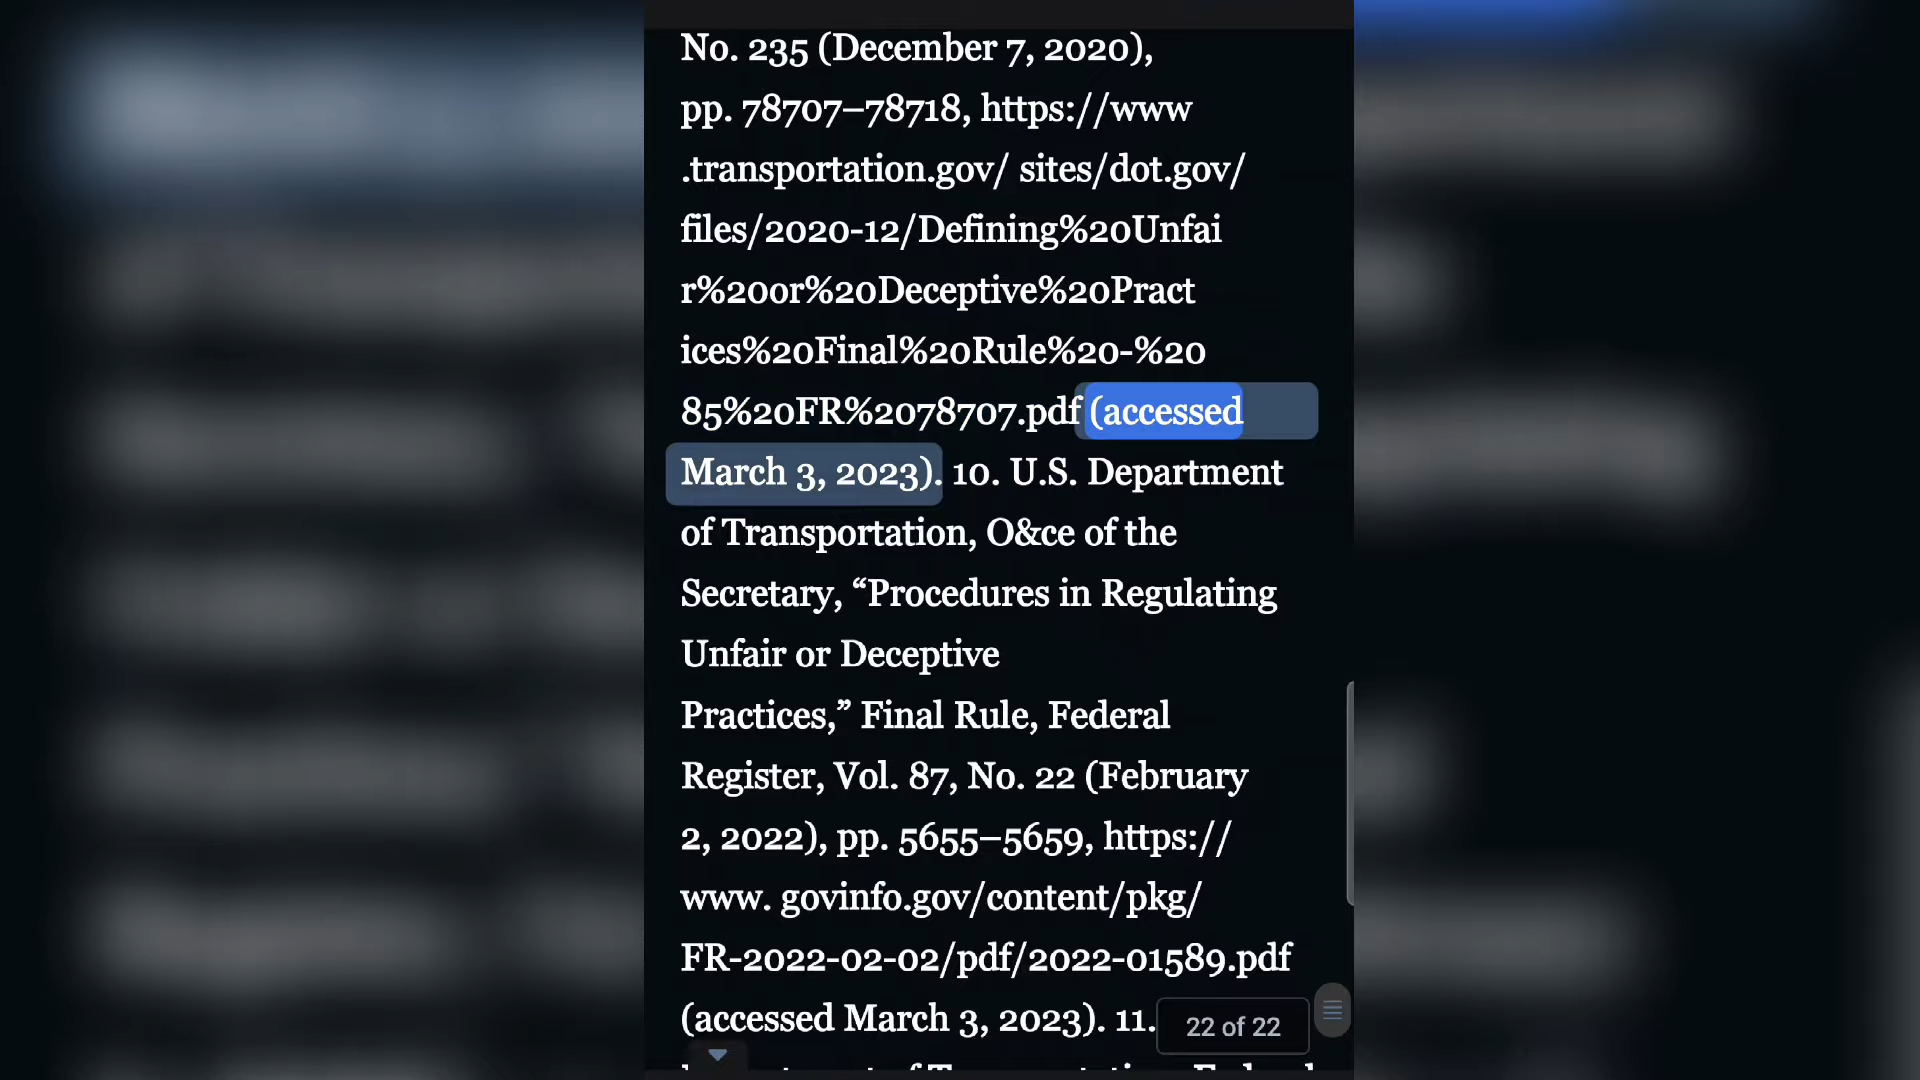 No. 235 (December 7, 2020),
pp. 78707–78718, https://www
.transportation.gov/ sites/dot.gov/
files/2020-12/Defining%20Unfai
r%20or%20Deceptive%20Pract
ices%20Final%20Rule%20-%20
85%20FR%2078707.pdf (accessed
March 3, 2023). 10. U.S. Department
of Transportation, O&ce of the
Secretary, “Procedures in Regulating
Unfair or Deceptive
Practices,” Final Rule, Federal
Register, Vol. 87, No. 22 (February
2, 2022), pp. 5655–5659, https://
www. govinfo.gov/content/pkg/
FR-2022-02-02/pdf/2022-01589.pdf
(accessed March 3, 2023). 11.
22 of 22